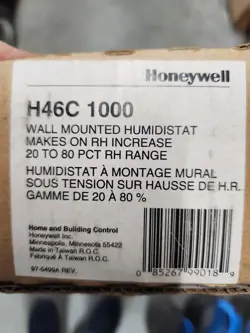 Honeywell
H46C 1000
WALL MOUNTED HUMIDISTAT
MAKES ON RH INCREASE
20 TO 80 PCT RH RANGE
HUMIDISTAT À MONTAGE MURAL
SOUS TENSION SUR HAUSSE DE H.R.
GAMME DE 20 À 80 %
Home and Building Control
Honeywell Inc.
Minneapolis, Minnesota 55422
Made in Taiwan R.O.C.
Fabriqué À Taiwan R.O.C.
97-6499A REV.
0 85267 99018 9